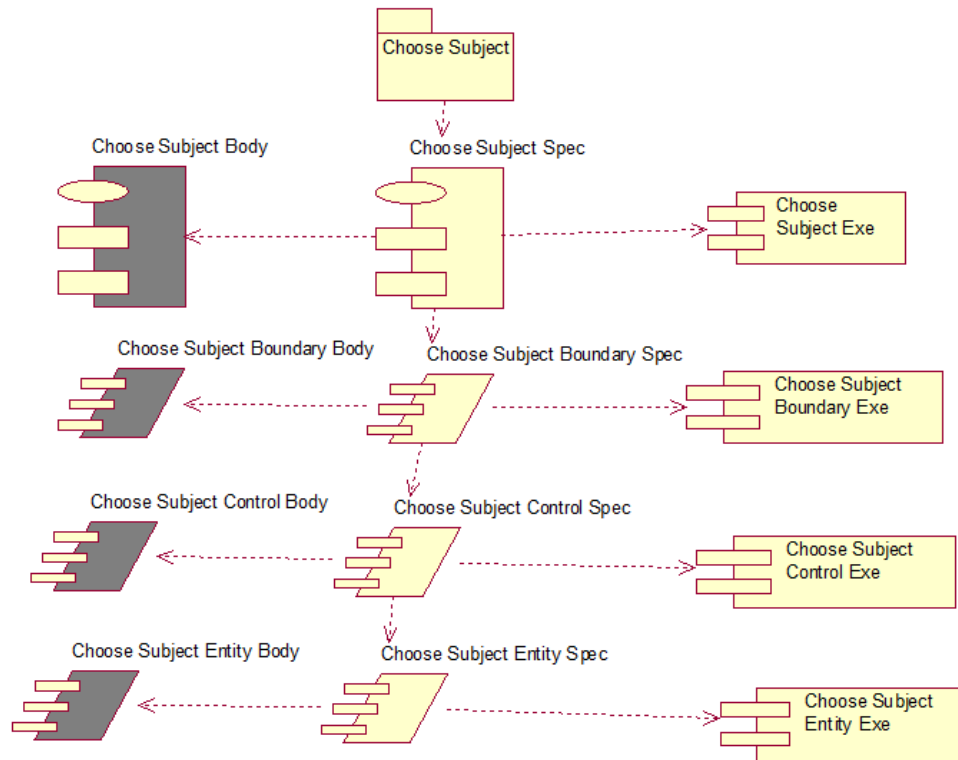 Choose Subject
Choose Subject Body
Choose Subject Spec
Choose
Subject Exe
Choose Subject Boundary Body
Choose Subject Boundary Spec
Choose Subject
Boundary Exe
Choose Subject Control Body
Choose Subject Control Spec
Choose Subject
Control Exe
Choose Subject Entity Body
Choose Subject Entity Spec
Choose Subject
Entity Exe